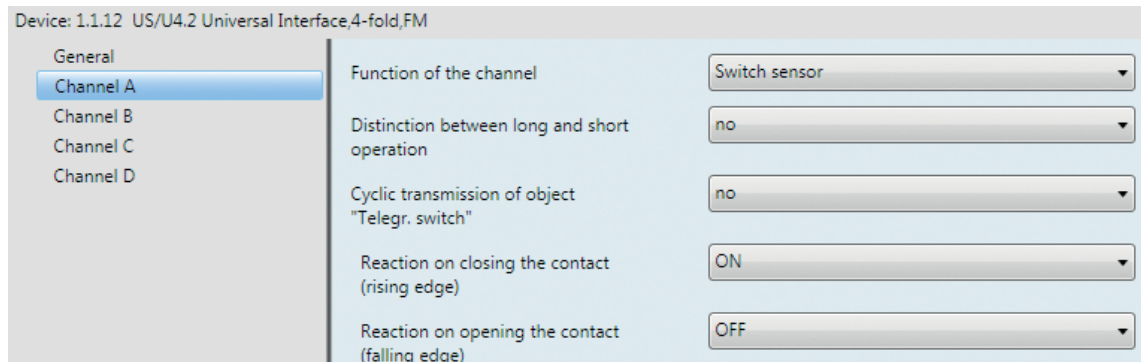 Device: 1.1.12 US/U4.2 Universal Interface,4-fold,FM
General
Channel A
Channel B
Channel C
Channel D
Function of the channel
Switch sensor
Distinction between long and short
operation
no
Cyclic transmission of object
"Telegr. switch"
no
Reaction on closing the contact
(rising edge)
ON
Reaction on opening the contact
(falling edge)
OFF